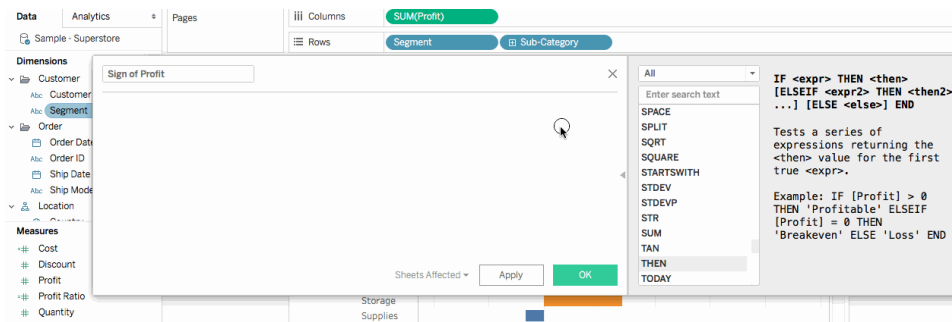 Data
Analytics
Pages
Columns
SUM(Profit)
Sample - Superstore
Rows
Segment
Sub-Category
Dimensions
Customer
Abc Customer
Abc Segment
Order
Order Date
Abc Order ID
Ship Date
Abc Ship Mode
Location
Measures
Cost
Discount
Profit
Profit Ratio
Quantity
Sign of Profit
Sheets Affected
Apply
OK
All
Enter search text
SPACE
SPLIT
SQRT
SQUARE
STARTSWITH
STDEV
STDEVP
STR
SUM
TAN
THEN
TODAY
IF <expr> THEN <then>
[ELSEIF <expr2> THEN <then2>
...] [ELSE <else>] END
Tests a series of
expressions returning the
<then> value for the first
true <expr>.
Example: IF [Profit] > 0
THEN 'Profitable' ELSEIF
[Profit] = 0 THEN
'Breakeven' ELSE 'Loss' END
Storage
Supplies